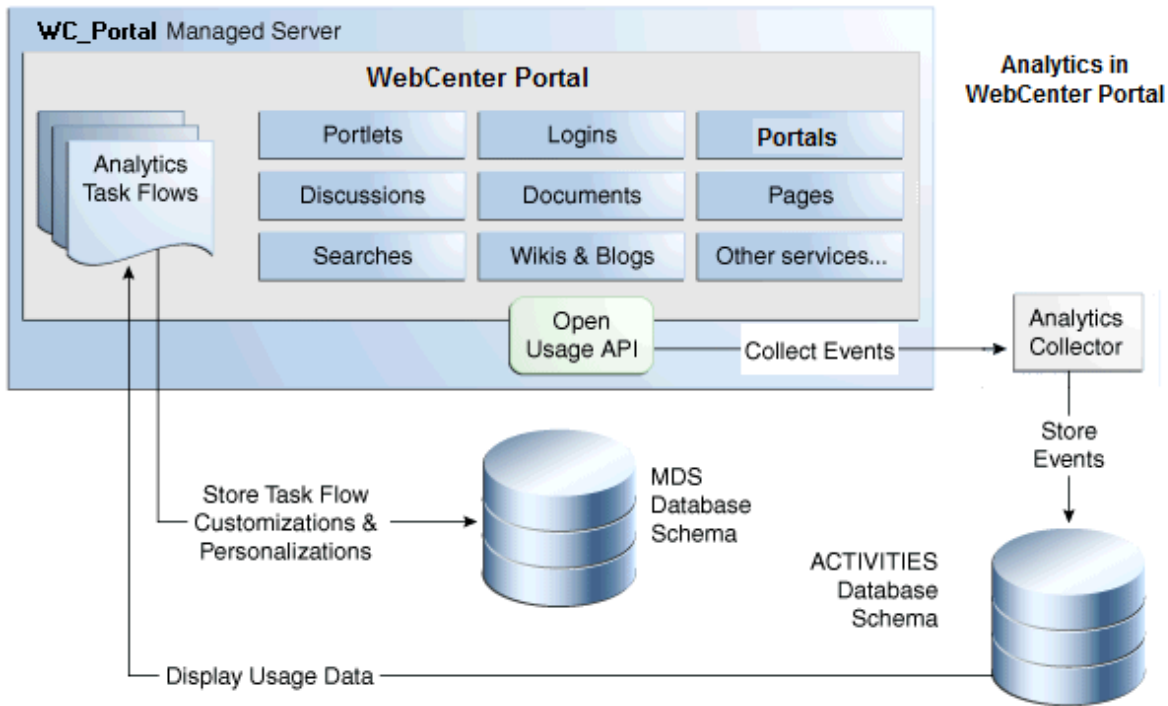 WC_Portal Managed Server
WebCenter Portal
Analytics in
WebCenter Portal
Analytics
Task Flows
Portlets
Logins
Portals
Discussions
Documents
Pages
Searches
Wikis & Blogs
Other services...
Open
Usage API
Collect Events
Analytics
Collector
Store
Events
Store Task Flow
Customizations &
Personalizations
MDS
Database
Schema
ACTIVITIES
Database
Schema
Display Usage Data